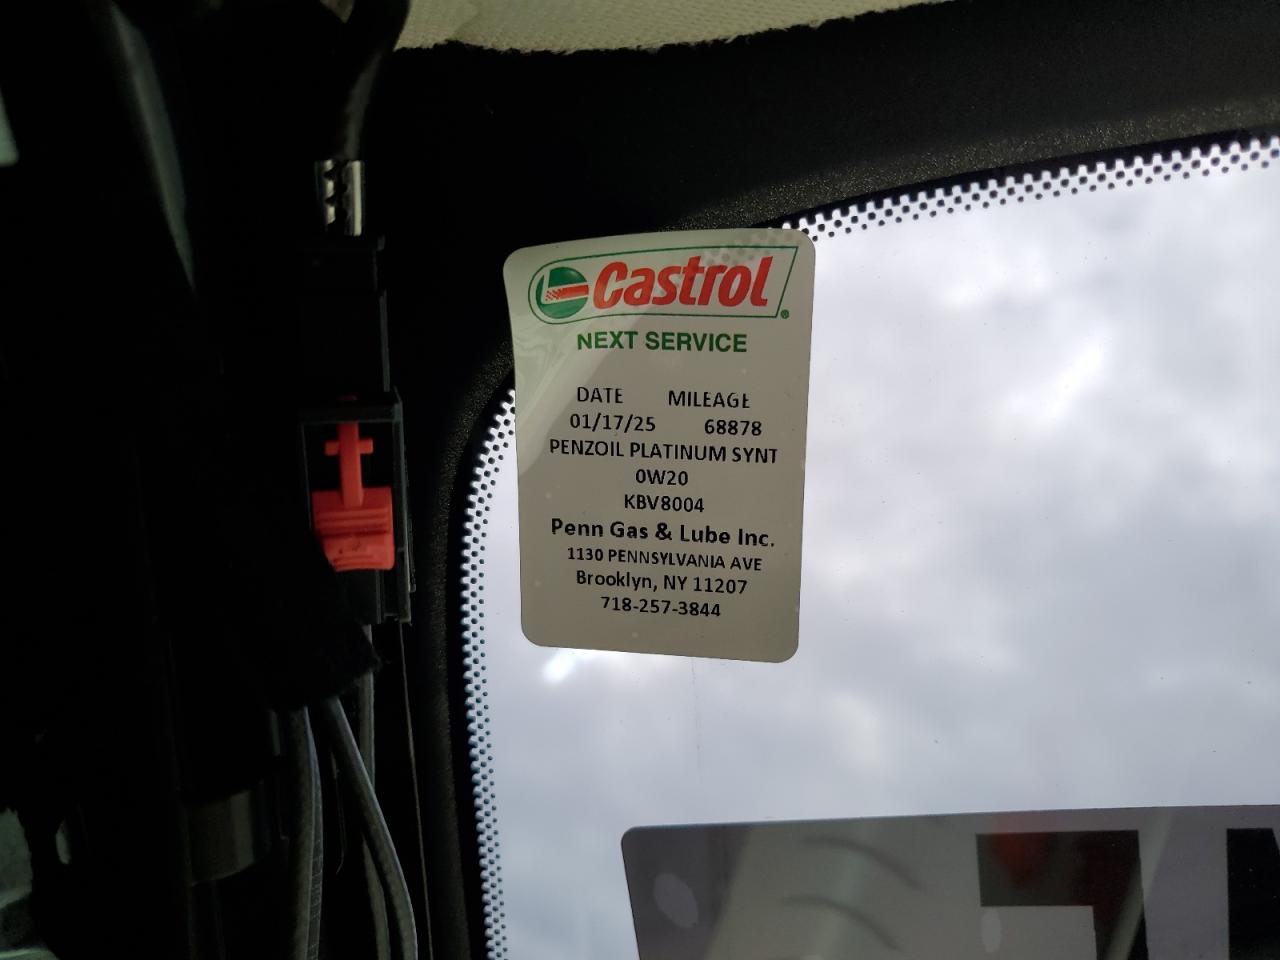 Castrol
NEXT SERVICE
DATE MILEAGE
01/17/25 68878
PENZOIL PLATINUM SYNT
0W20
KBV8004
Penn Gas & Lube Inc.
1130 PENNSYLVANIA AVE
Brooklyn, NY 11207
718-257-3844